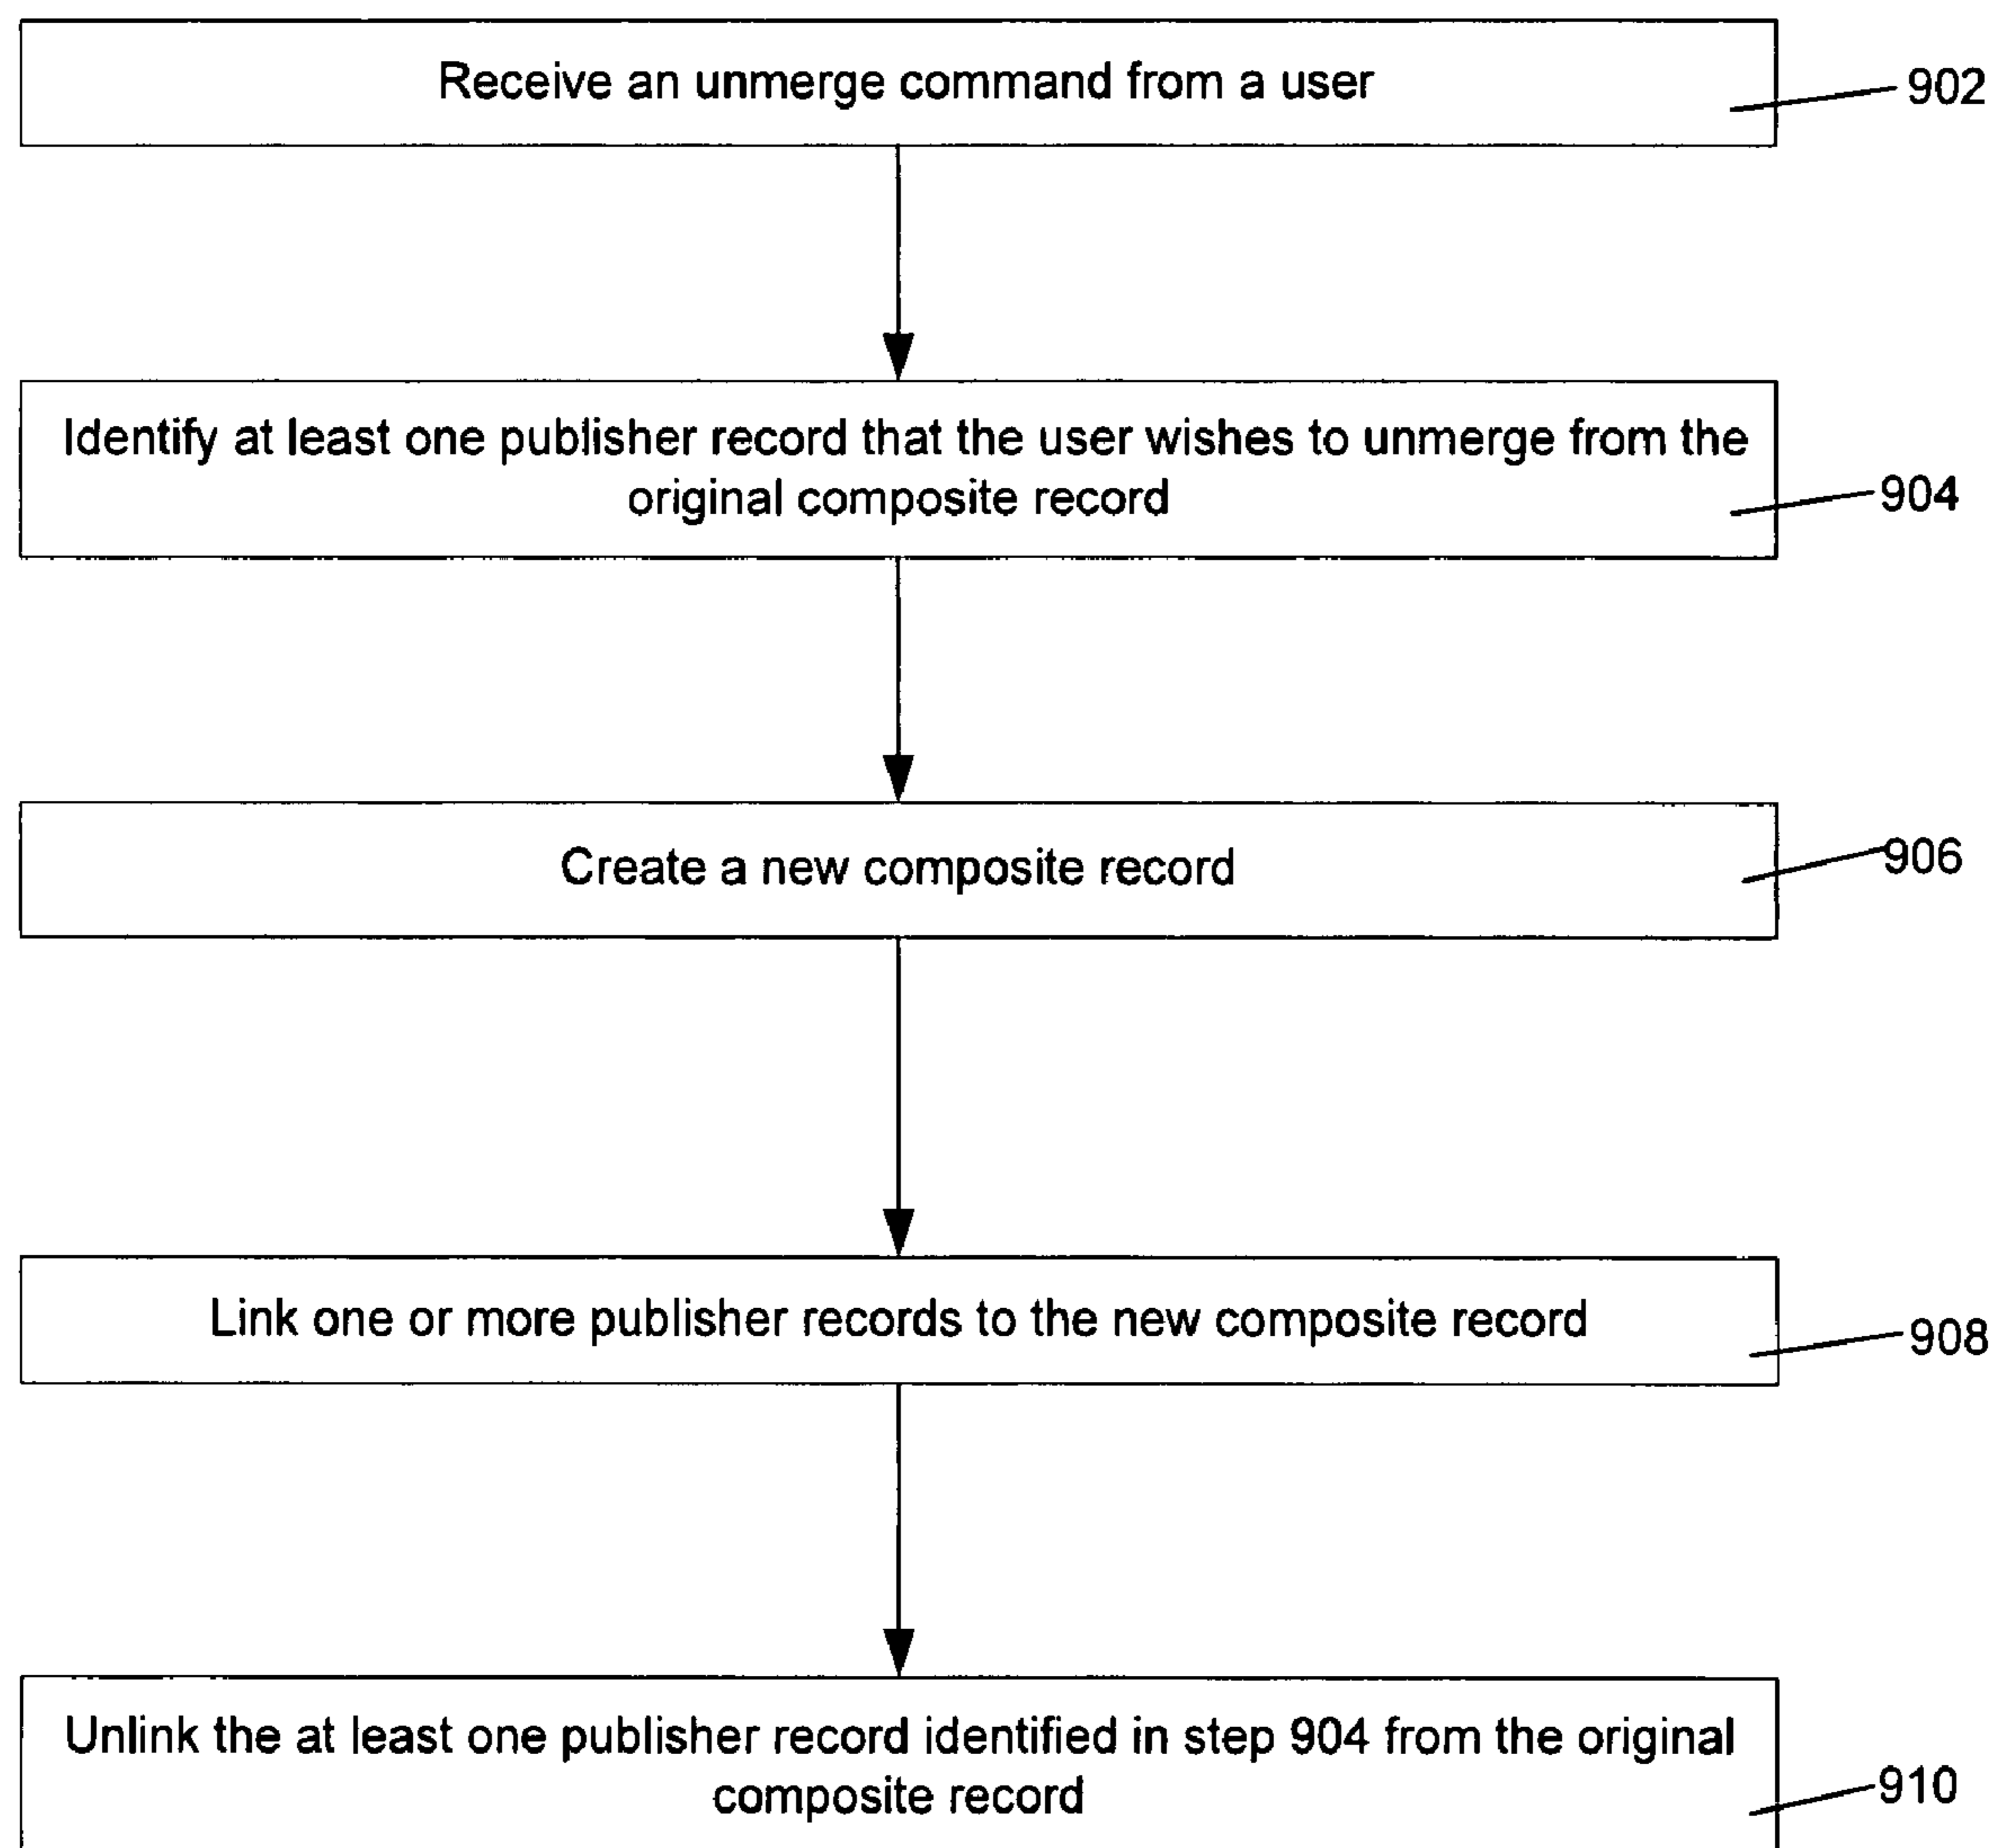 Receive an unmerge command from a user
902
Identify at least one publisher record that the user wishes to unmerge from the
original composite record
904
Create a new composite record
906
Link one or more publisher records to the new composite record
908
Unlink the at least one publisher record identified in step 904 from the original
composite record
910